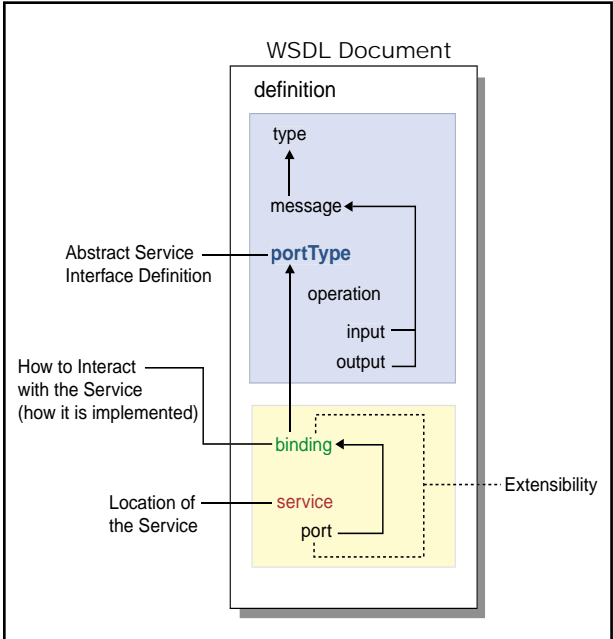 WSDL Document
definition
type
message
Abstract Service
Interface Definition
portType
operation
input
output
How to Interact
with the Service
(how it is implemented)
binding
Extensibility
Location of
the Service
service
port